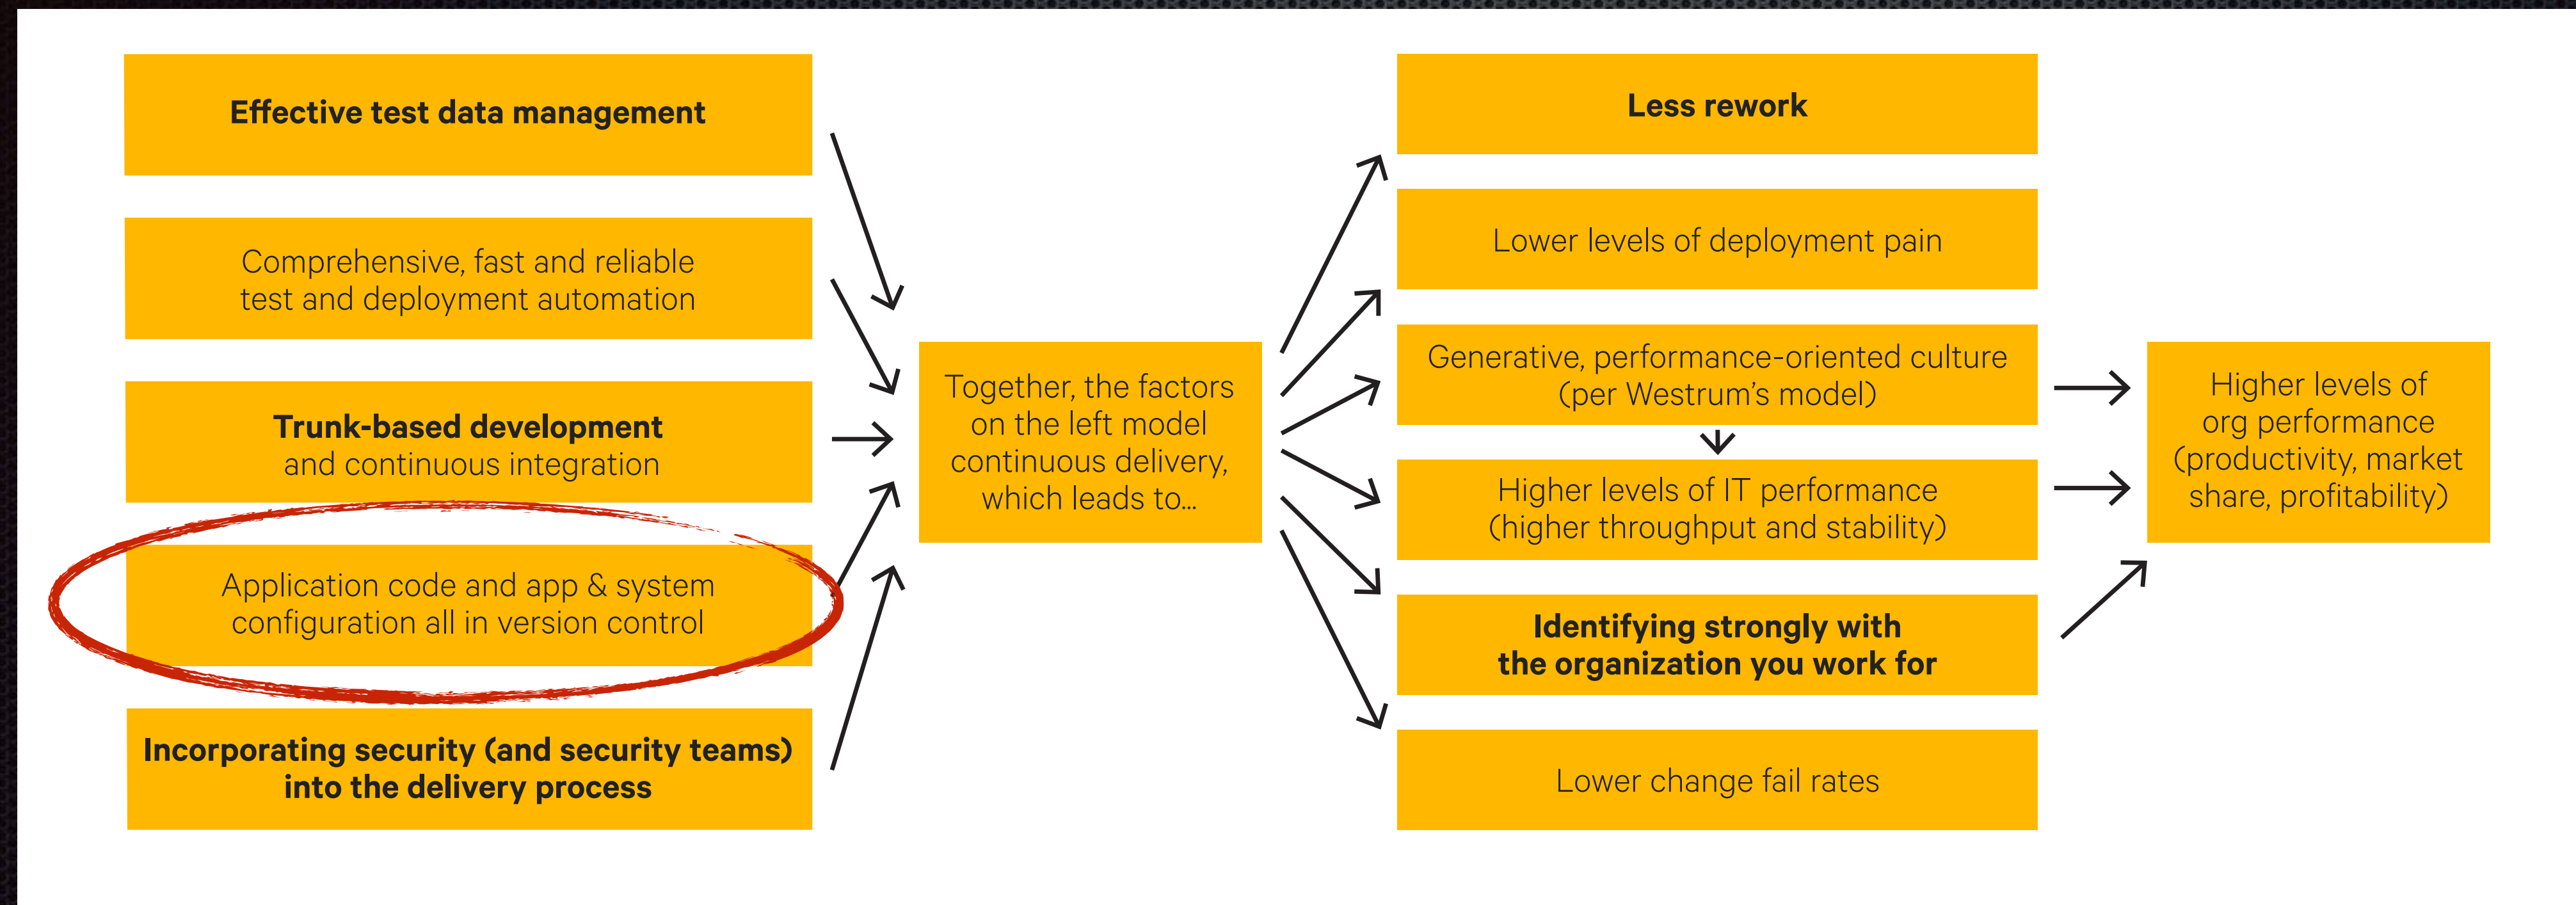 Effective test data management
Comprehensive, fast and reliable
test and deployment automation
Trunk-based development
and continuous integration
Application code and app & system
configuration all in version control
Incorporating security (and security teams)
into the delivery process
Together, the factors
on the left model
continuous delivery,
which leads to...
Less rework
Lower levels of deployment pain
Generative, performance-oriented culture
(per Westrum’s model)
Higher levels of IT performance
(higher throughput and stability)
Identifying strongly with
the organization you work for
Lower change fail rates
Higher levels of
org performance
(productivity, market
share, profitability)